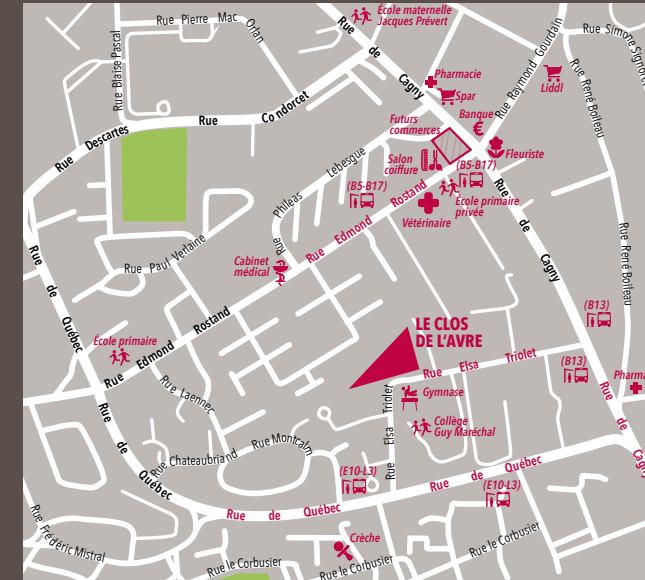 École maternelle
Jacques Prévert
Rue Pierre Mac Orlan
Rue Blaise Pascal
Rue de Cagny
Rue Raymond Gourdain
Rue Simone Signoret
Rue René Boileau
Pharmacie
Spar
Liddl
Banque
€
Futurs
commerces
Fleuriste
Rue Descartes
Rue Condorcet
Salon
coiffure
(B5-B17)
(B5-B17)
École primaire
privée
Vétérinaire
Rue Phileas Lebesgue
Rue Edmond Rostand
Rue de Cagny
Rue René Boileau
Rue Paul Verlaine
Cabinet
médical
Rue de Québec
Rue Edmond Rostand
École primaire
LE CLOS
DE L'AVRE
(B13)
(B13)
Rue Elsa Triolet
Pharma
Rue Laennec
Gymnase
Collège
Guy Maréchal
Rue Elsa Triolet
Rue de Cagny
Rue de Québec
Rue Chateaubriand
Rue Montcalm
(E10-L3)
Rue de Québec
(E10-L3)
Rue de Québec
Rue Frédéric Mistral
Crèche
Rue le Corbusier
Rue le Corbusier
Rue le Corbusier